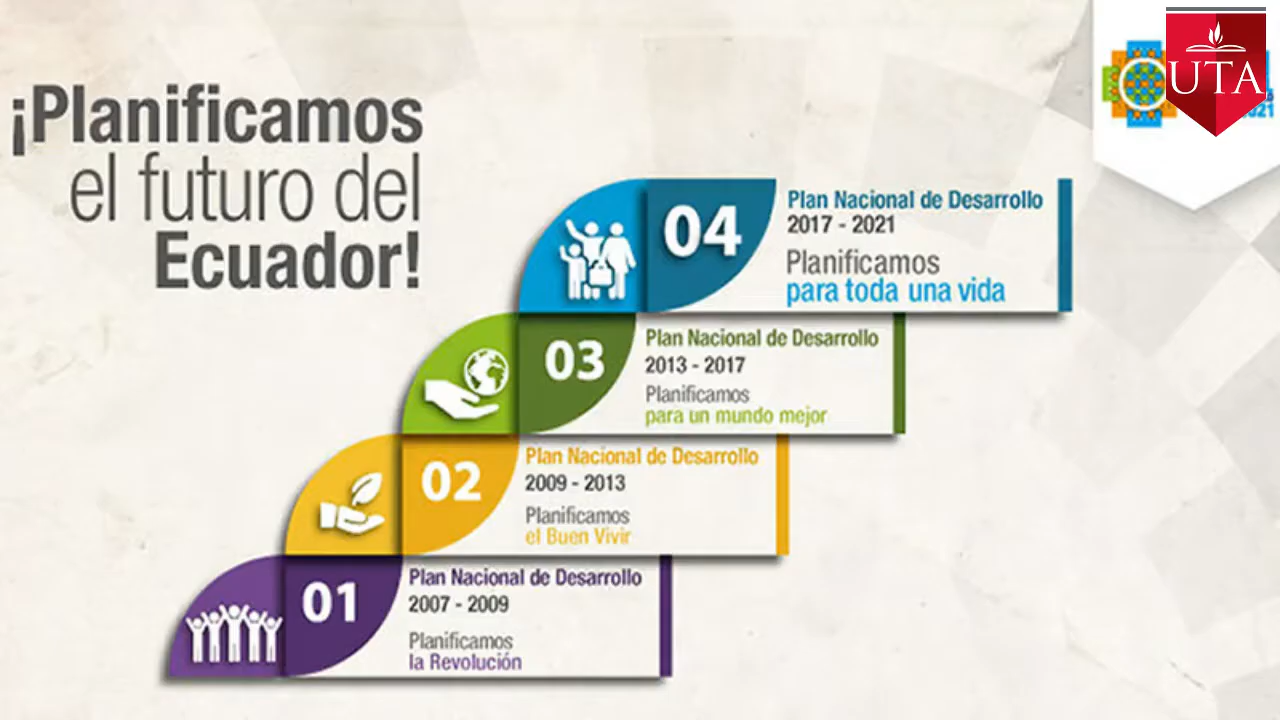 ¡Planificamos
el futuro del
Ecuador!
UTA
2021
04
Plan Nacional de Desarrollo
2017 - 2021
Planificamos
para toda una vida
03
Plan Nacional de Desarrollo
2013 - 2017
Planificamos
para un mundo mejor
02
Plan Nacional de Desarrollo
2009 - 2013
Planificamos
el Buen Vivir
01
Plan Nacional de Desarrollo
2007 - 2009
Planificamos
la Revolución